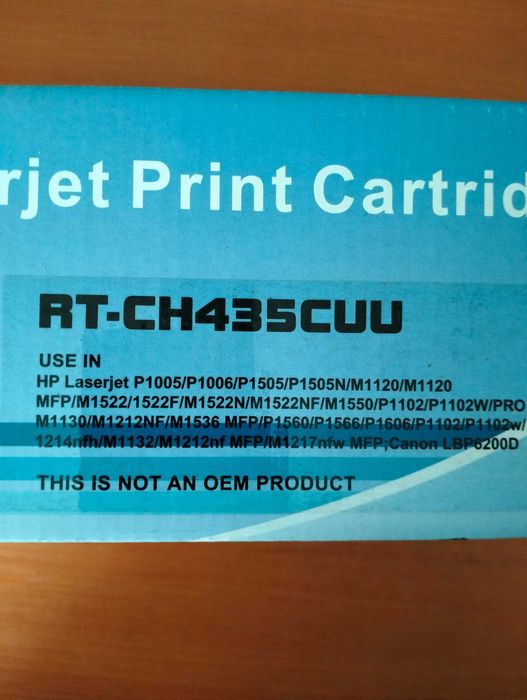 rjet Print Cartrid
RT-CH435CUU
USE IN
HP Laserjet P1005/P1006/P1505/P1505N/M1120/M1120
MFP/M1522/1522F/M1522N/M1522NF/M1550/P1102/P1102W/PRO
M1130/M1212NF/M1536 MFP/P1560/P1566/P1606/P1102/P1102w/
1214nfh/M1132/M1212nf MFP/M1217nfw MFP;Canon LBP6200D
THIS IS NOT AN OEM PRODUCT